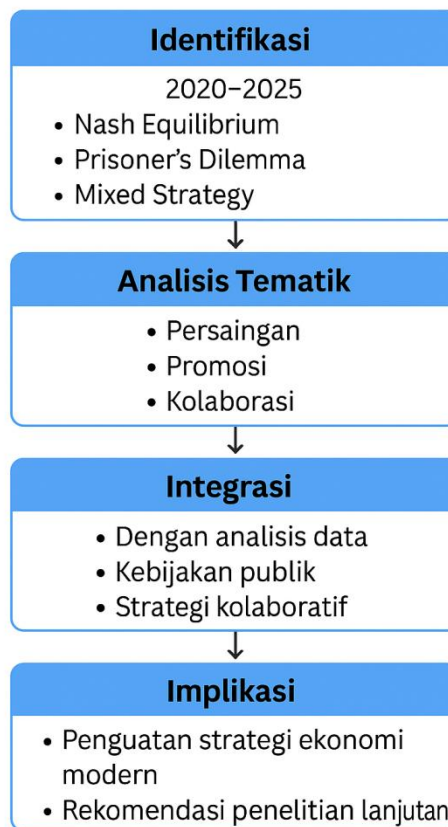 Identifikasi
2020–2025
• Nash Equilibrium
• Prisoner's Dilemma
• Mixed Strategy
Analisis Tematik
• Persaingan
• Promosi
• Kolaborasi
Integrasi
• Dengan analisis data
• Kebijakan publik
• Strategi kolaboratif
Implikasi
• Penguatan strategi ekonomi
modern
• Rekomendasi penelitian lanjutan